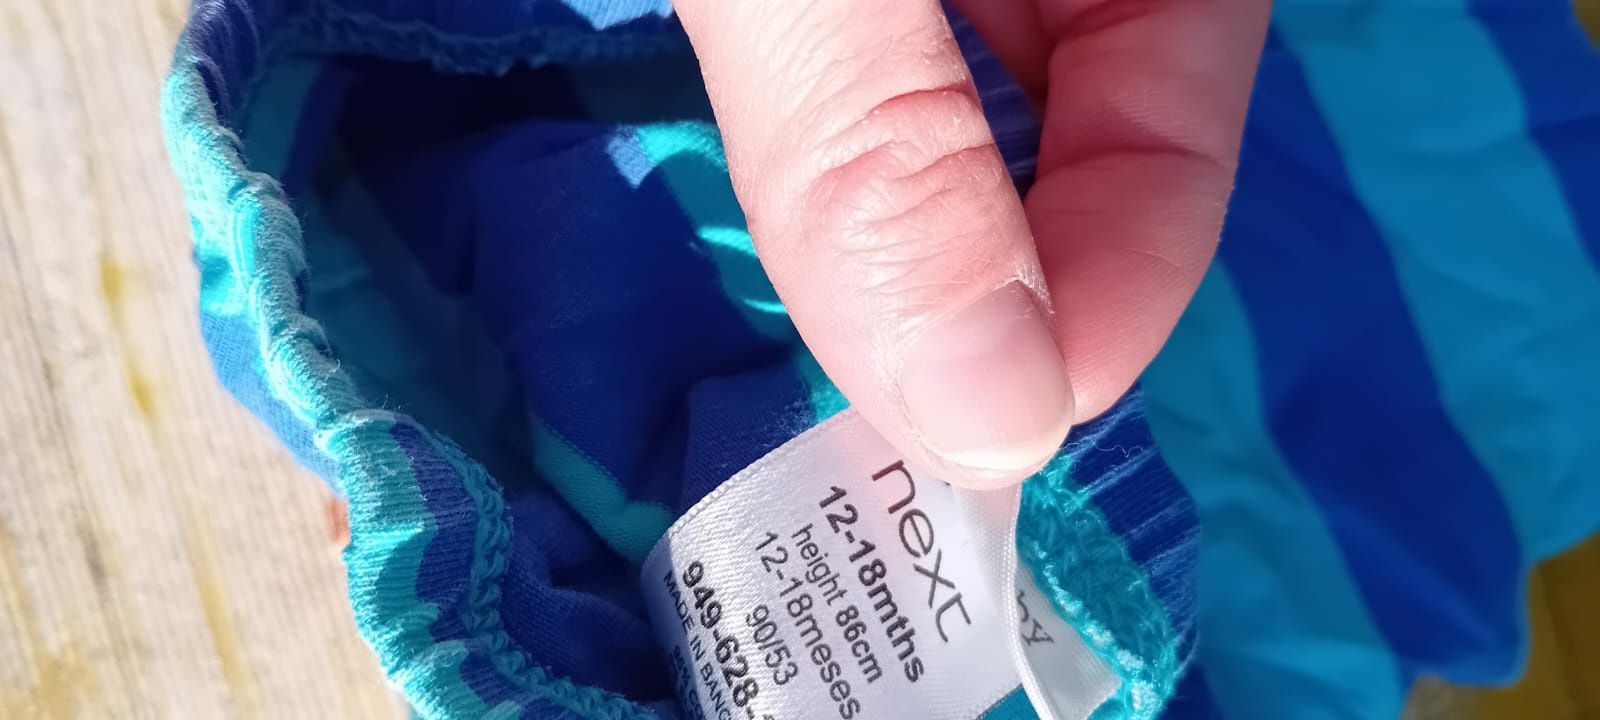 next
12-18mths
height 86cm
12-18meses
90/53
949-628-
MADE IN BANG